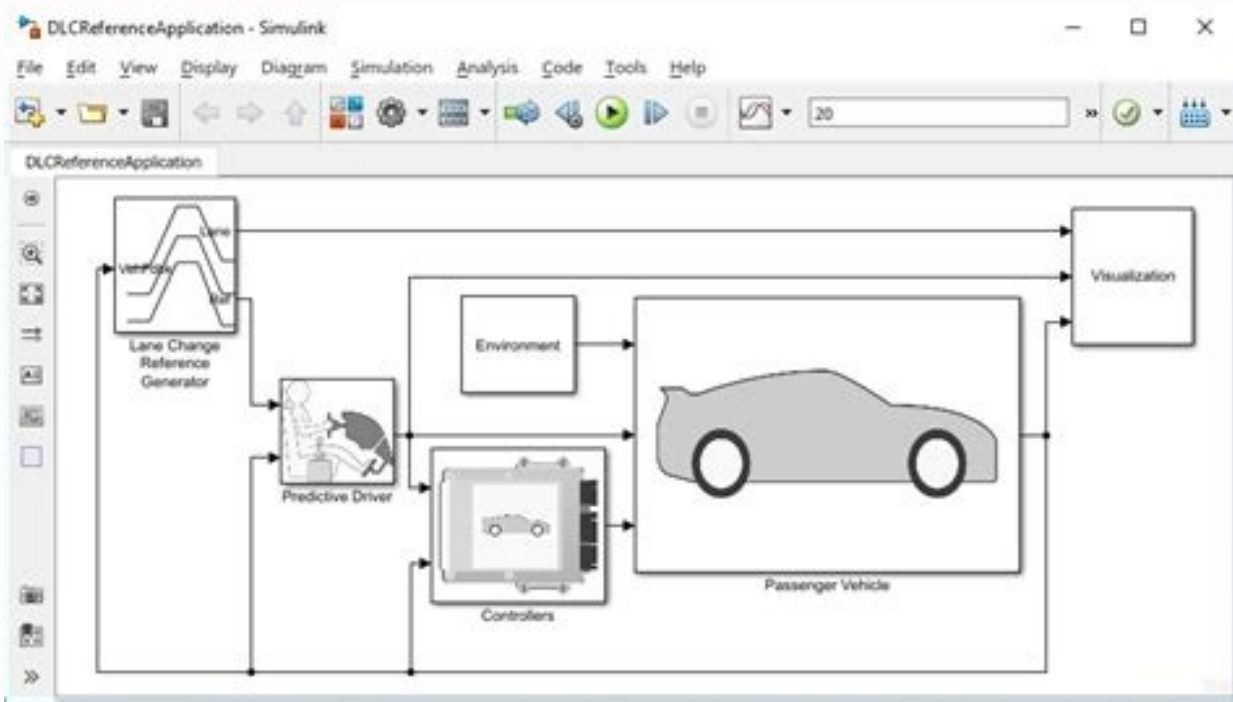 DLCReferenceApplication - Simulink
File Edit View Display Diagram Simulation Analysis Code Tools Help
20
DLCReferenceApplication
Lane
VehPose
Ref
Lane Change
Reference
Generator
Visualization
Environment
Predictive Driver
Passenger Vehicle
Controllers